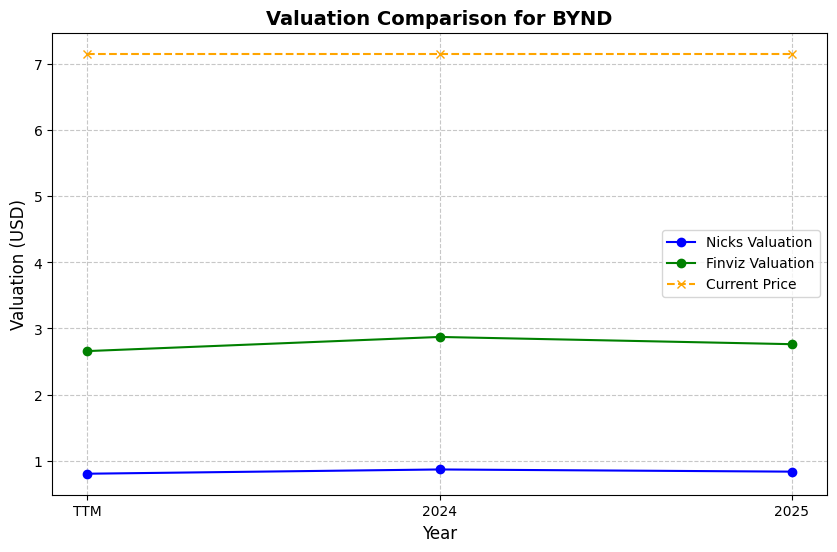 Valuation Comparison for BYND
Valuation (USD)
7
6
5
4
3
2
1
Nicks Valuation
Finviz Valuation
Current Price
TTM
2024
2025
Year